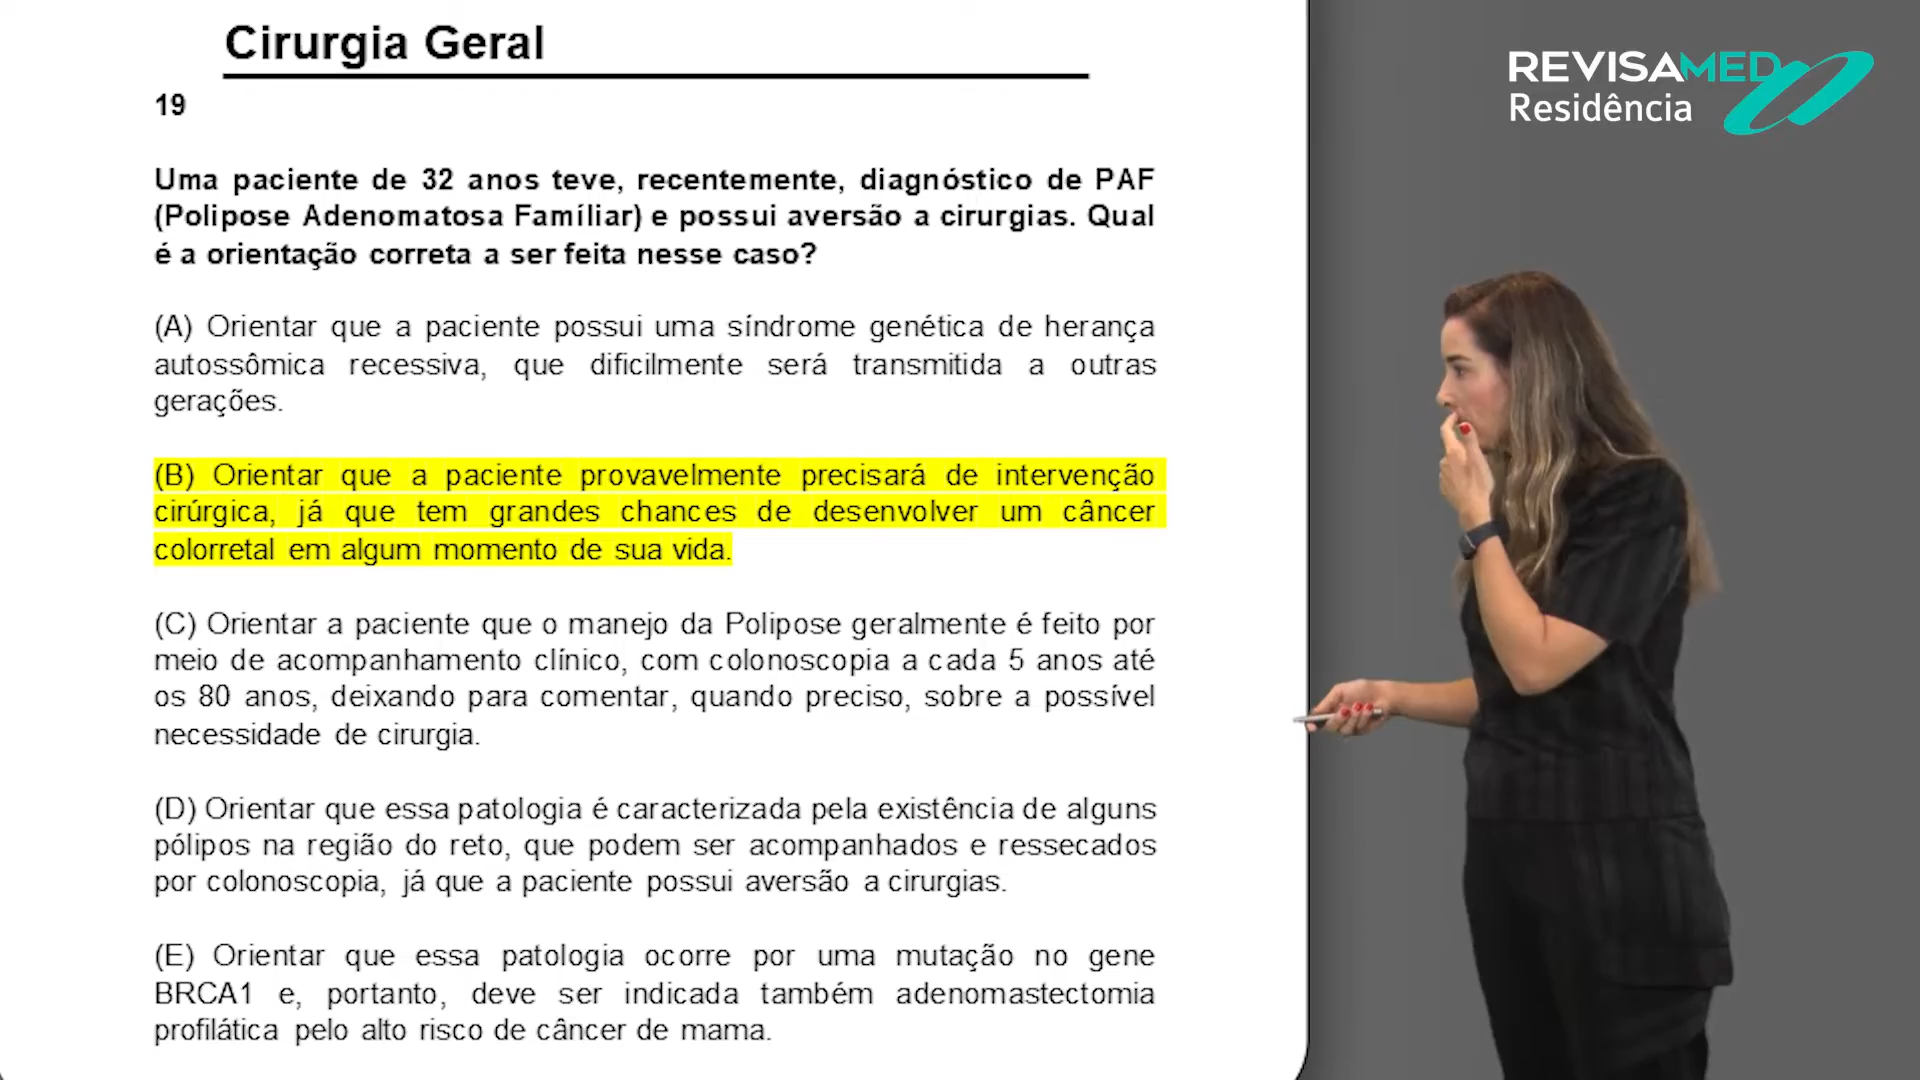 Cirurgia Geral
REVISAMED
Residência
19
Uma paciente de 32 anos teve, recentemente, diagnóstico de PAF
(Polipose Adenomatosa Famíliar) e possui aversão a cirurgias. Qual
é a orientação correta a ser feita nesse caso?
(A) Orientar que a paciente possui uma síndrome genética de herança
autossômica recessiva, que dificilmente será transmitida a outras
gerações.
(B) Orientar que a paciente provavelmente precisará de intervenção
cirúrgica, já que tem grandes chances de desenvolver um câncer
colorretal em algum momento de sua vida.
(C) Orientar a paciente que o manejo da Polipose geralmente é feito por
meio de acompanhamento clínico, com colonoscopia a cada 5 anos até
os 80 anos, deixando para comentar, quando preciso, sobre a possível
necessidade de cirurgia.
(D) Orientar que essa patologia é caracterizada pela existência de alguns
pólipos na região do reto, que podem ser acompanhados e ressecados
por colonoscopia, já que a paciente possui aversão a cirurgias.
(E) Orientar que essa patologia ocorre por uma mutação no gene
BRCA1 e, portanto, deve ser indicada também adenomastectomia
profilática pelo alto risco de câncer de mama.